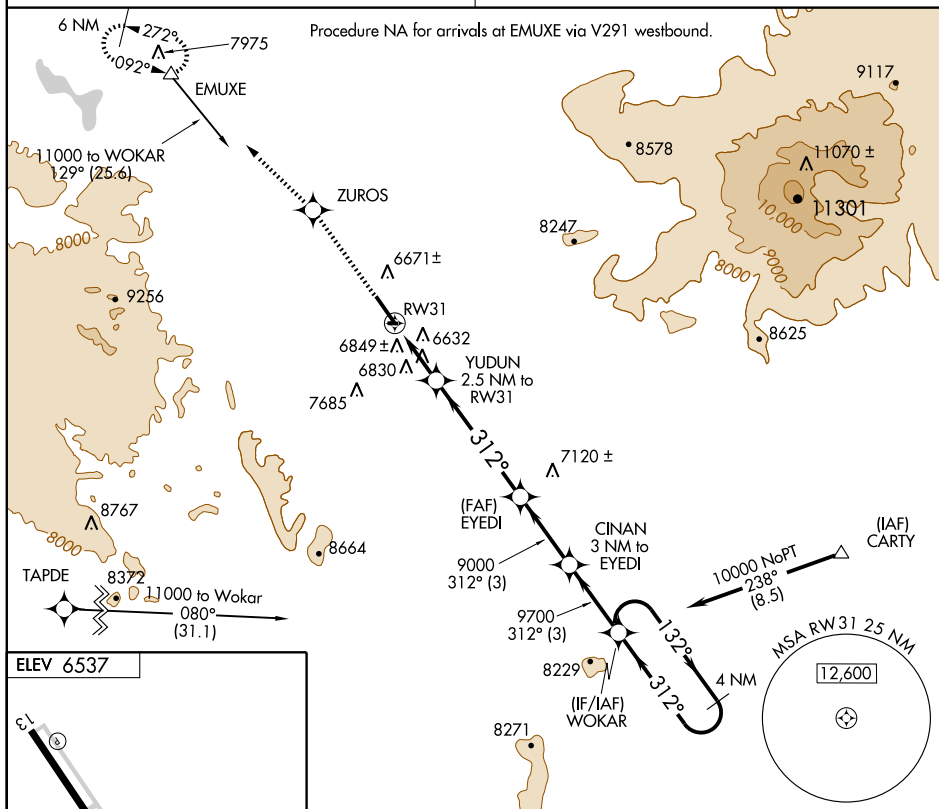 6 NM
272°
7975
092°
EMUXE
Procedure NA for arrivals at EMUXE via V291 westbound.
9117
8578
11070 ±
11301
10,000
9000
8000
8247
8625
11000 to WOKAR
129° (25.6)
ZUROS
8000
9256
6671±
RW31
6849 ±
6632
6830
7685
YUDUN
2.5 NM to
RW31
312°
7120 ±
(FAF)
EYEDI
CINAN
3 NM to
EYEDI
(IAF)
CARTY
8767
8000
8664
9000
312° (3)
10000 NoPT
238°
(8.5)
TAPDE
8372
11000 to Wokar
080°
(31.1)
9700
312° (3)
132°
312°
4 NM
8229
(IF/IAF)
WOKAR
8271
MSA RW31 25 NM
12,600
ELEV 6537
13
P